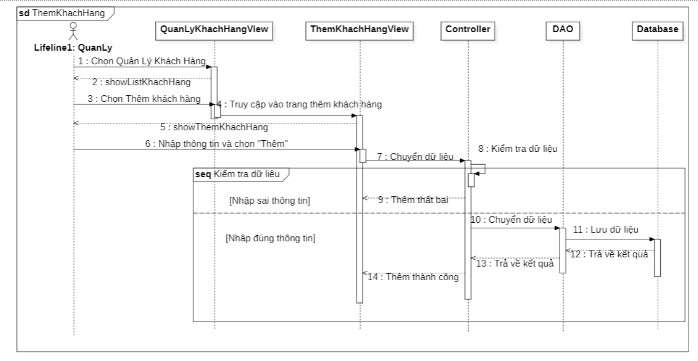 sd ThemKhachHang
QuanLyKhachHangView
ThemKhachHangView
Controller
DAO
Database
Lifeline1: QuanLy
1 : Chọn Quản Lý Khách Hàng
2 : showListKhachHang
3 : Chọn Thêm khách hàng
4 : Truy cập vào trang thêm khách hàng
5 : showThemKhachHang
6 : Nhập thông tin và chọn "Thêm"
7 : Chuyển dữ liệu
8 : Kiểm tra dữ liệu
seq Kiểm tra dữ liệu
[Nhập sai thông tin]
9 : Thêm thất bại
10 : Chuyển dữ liệu
[Nhập đúng thông tin]
11 : Lưu dữ liệu
12 : Trả về kết quả
13 : Trả về kết quả
14 : Thêm thành công